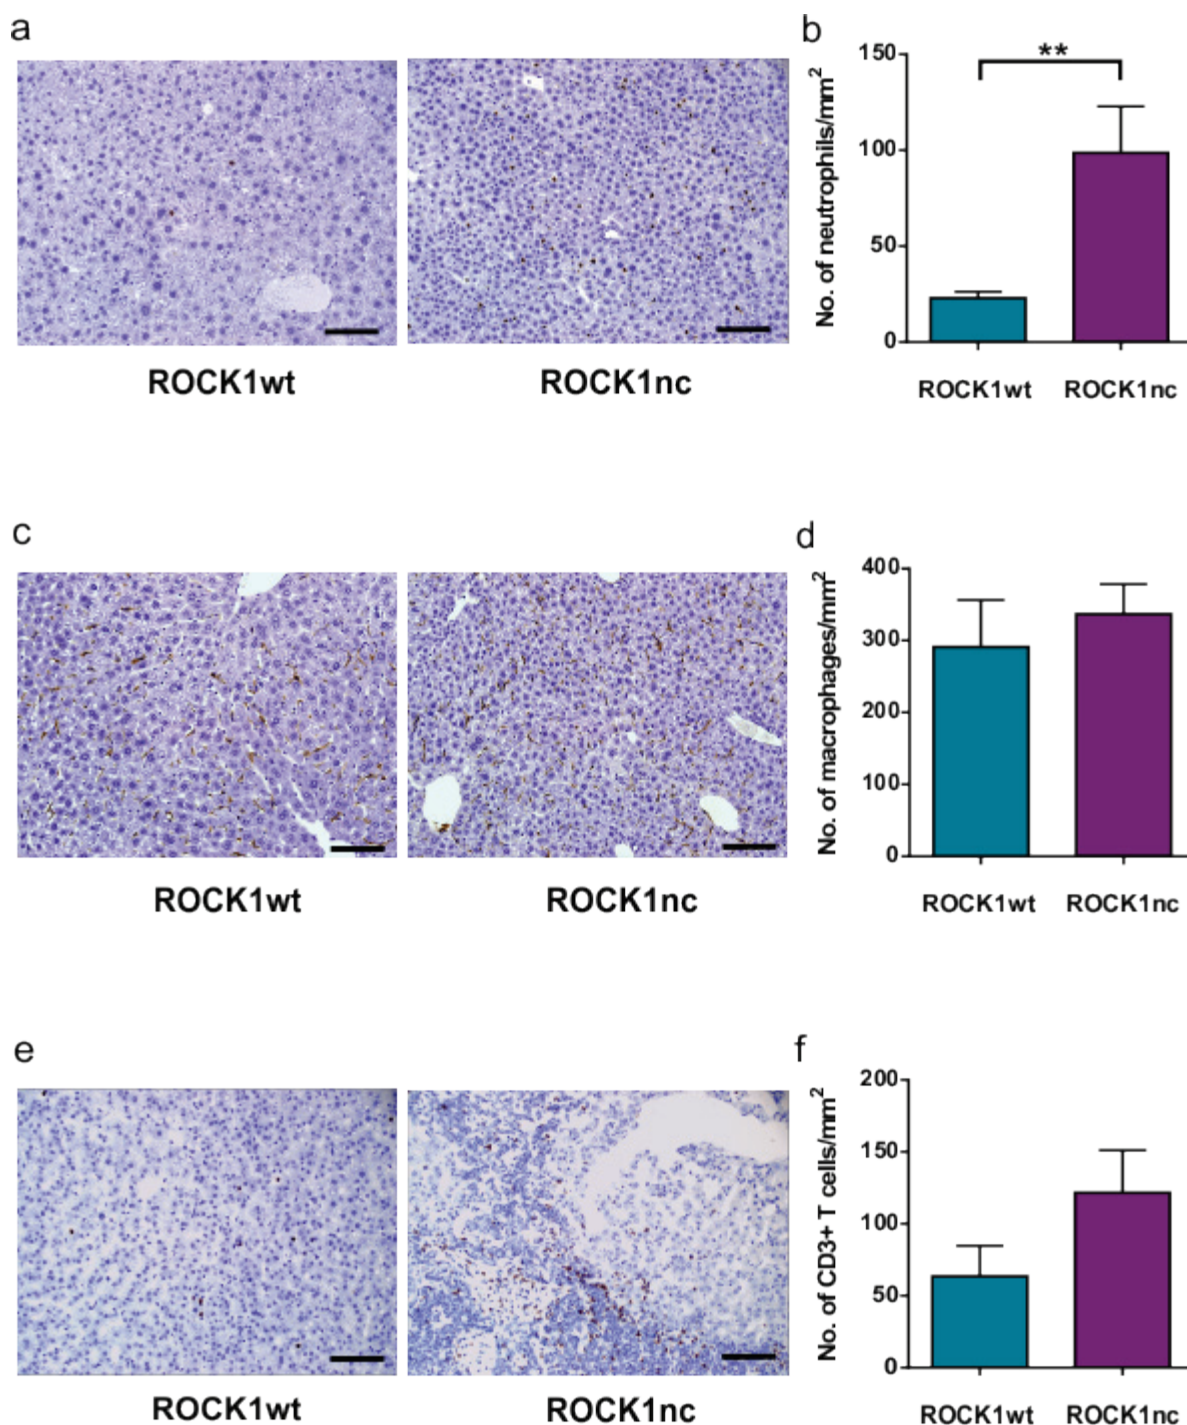 a
ROCK1wt
ROCK1nc
b
No. of neutrophils/mm²
150
100
50
0
**
ROCK1wt
ROCK1nc
c
ROCK1wt
ROCK1nc
d
No. of macrophages/mm²
400
300
200
100
0
ROCK1wt
ROCK1nc
e
ROCK1wt
ROCK1nc
f
No. of CD3+ T cells/mm²
200
150
100
50
0
ROCK1wt
ROCK1nc